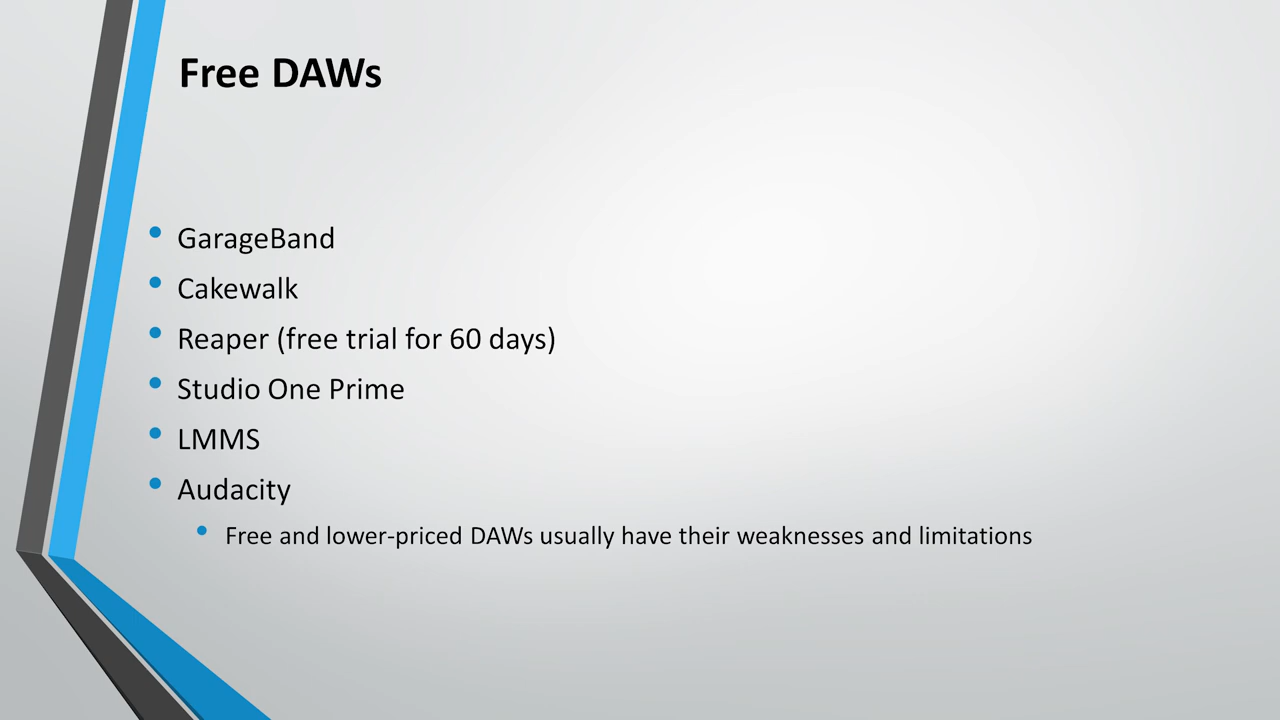 Free DAWs
GarageBand
Cakewalk
Reaper (free trial for 60 days)
Studio One Prime
LMMS
Audacity
Free and lower-priced DAWs usually have their weaknesses and limitations